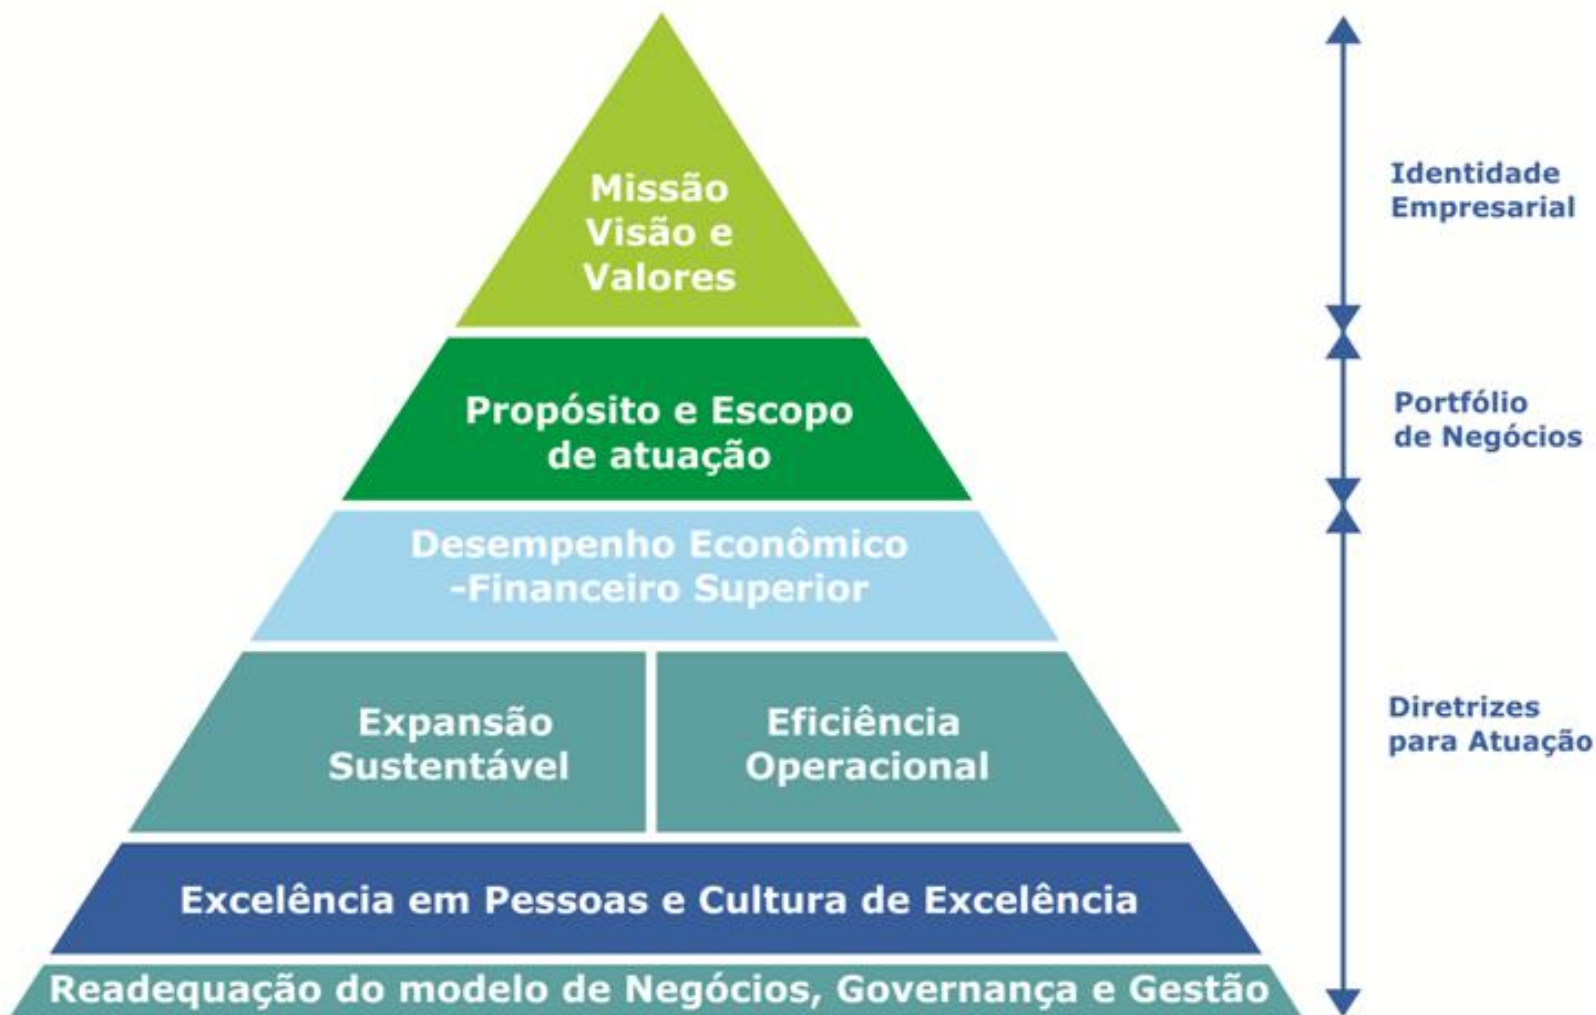 Missão
Visão e
Valores
Identidade
Empresarial
Propósito e Escopo
de atuação
Portfólio
de Negócios
Desempenho Econômico
-Financeiro Superior
Expansão
Sustentável
Eficiência
Operacional
Diretrizes
para Atuação
Excelência em Pessoas e Cultura de Excelência
Readequação do modelo de Negócios, Governança e Gestão